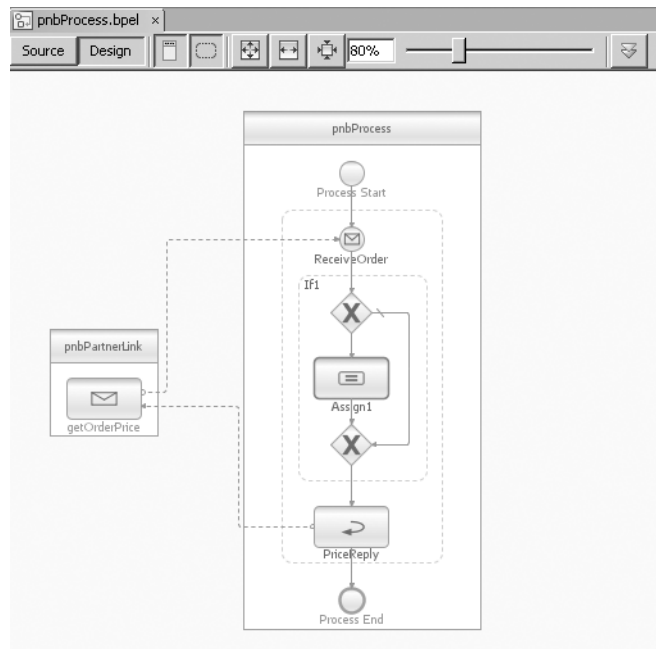 pnbProcess.bpel ×
Source Design 80%
pnbProcess
Process Start
ReceiveOrder
If1
pnbPartnerLink
Assign1
getOrderPrice
PriceReply
Process End